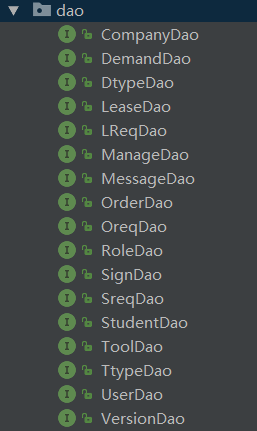 dao
CompanyDao
DemandDao
DtypeDao
LeaseDao
LReqDao
ManageDao
MessageDao
OrderDao
OreqDao
RoleDao
SignDao
SreqDao
StudentDao
ToolDao
TtypeDao
UserDao
VersionDao